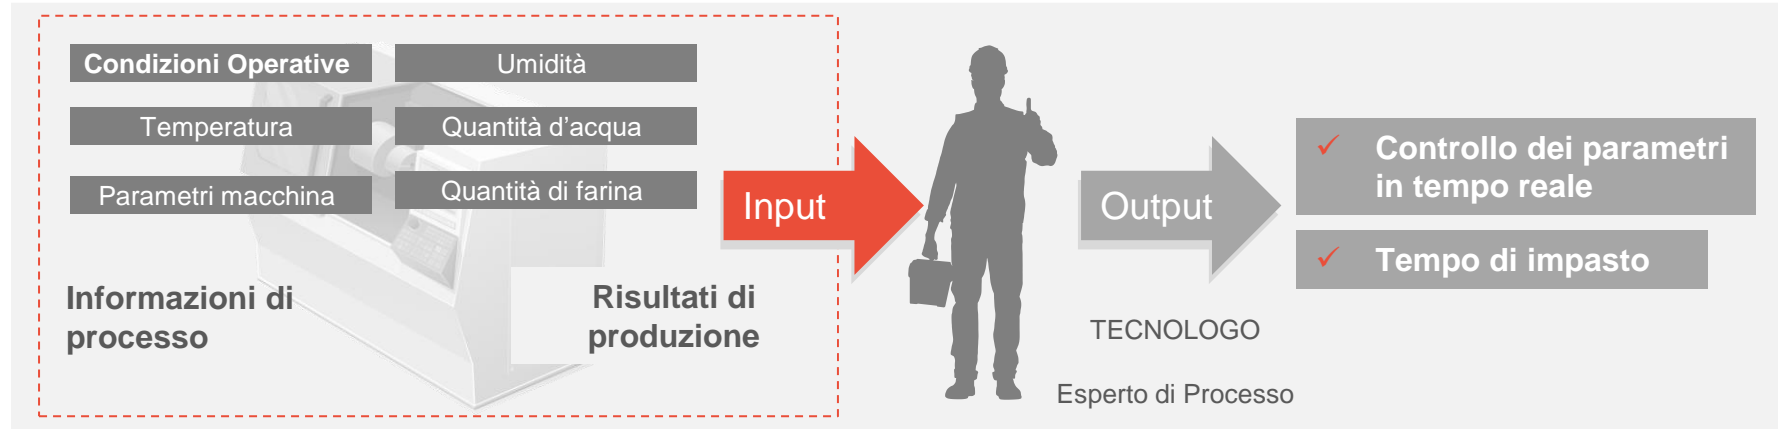 Condizioni Operative
Umidità
Temperatura
Quantità d'acqua
Parametri macchina
Quantità di farina
Informazioni di
processo
Risultati di
produzione
Input
Output
TECNOLOGO
Esperto di Processo
Controllo dei parametri
in tempo reale
Tempo di impasto